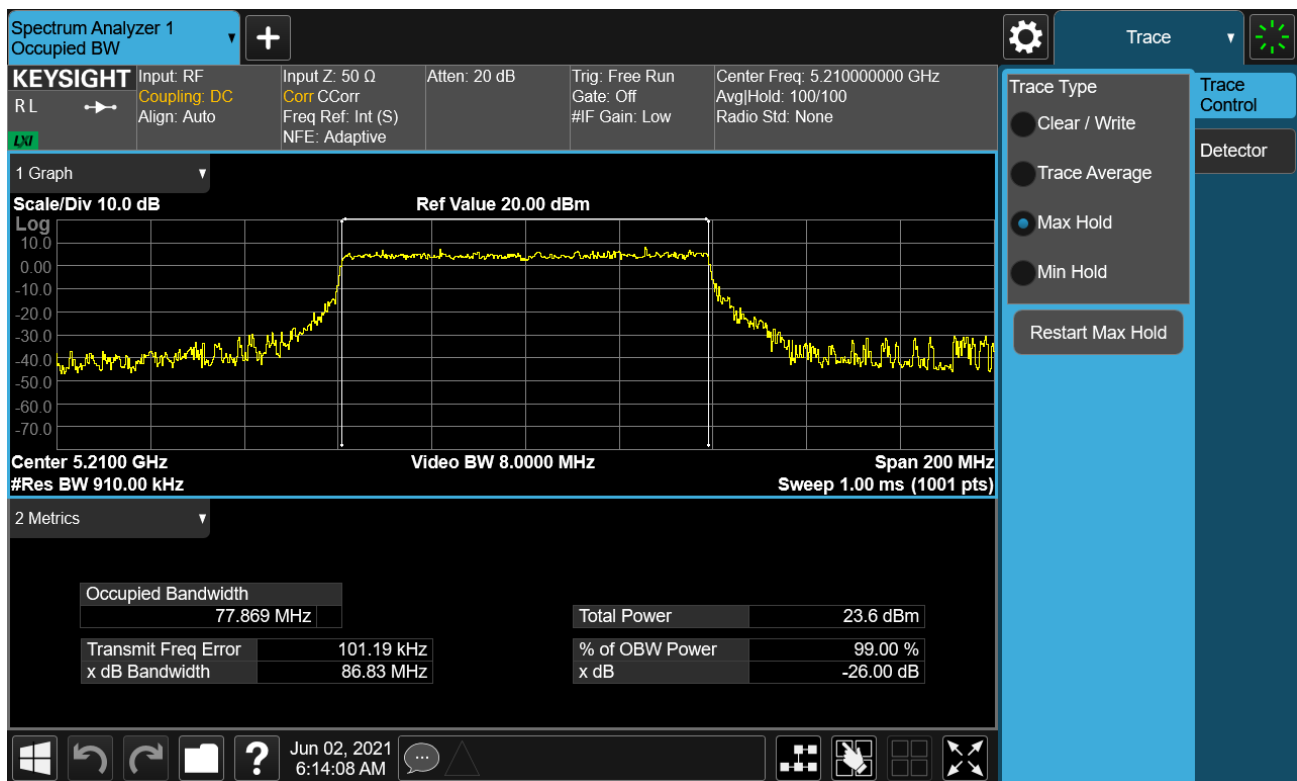 Spectrum Analyzer 1
Occupied BW
Trace
KEYSIGHT
R L
LXI
Input: RF
Coupling: DC
Align: Auto
Input Z: 50 Ω
Corr CCorr
Freq Ref: Int (S)
NFE: Adaptive
Atten: 20 dB
Trig: Free Run
Gate: Off
#IF Gain: Low
Center Freq: 5.210000000 GHz
Avg|Hold: 100/100
Radio Std: None
1 Graph
Scale/Div 10.0 dB
Ref Value 20.00 dBm
Log
10.0
0.00
-10.0
-20.0
-30.0
-40.0
-50.0
-60.0
-70.0
Center 5.2100 GHz
Video BW 8.0000 MHz
Span 200 MHz
#Res BW 910.00 kHz
Sweep 1.00 ms (1001 pts)
2 Metrics
Occupied Bandwidth
77.869 MHz
Total Power 23.6 dBm
Transmit Freq Error 101.19 kHz
% of OBW Power 99.00 %
x dB Bandwidth 86.83 MHz
x dB -26.00 dB
Trace Type
Clear / Write
Trace Average
Max Hold
Min Hold
Restart Max Hold
Trace
Control
Detector
?
Jun 02, 2021
6:14:08 AM